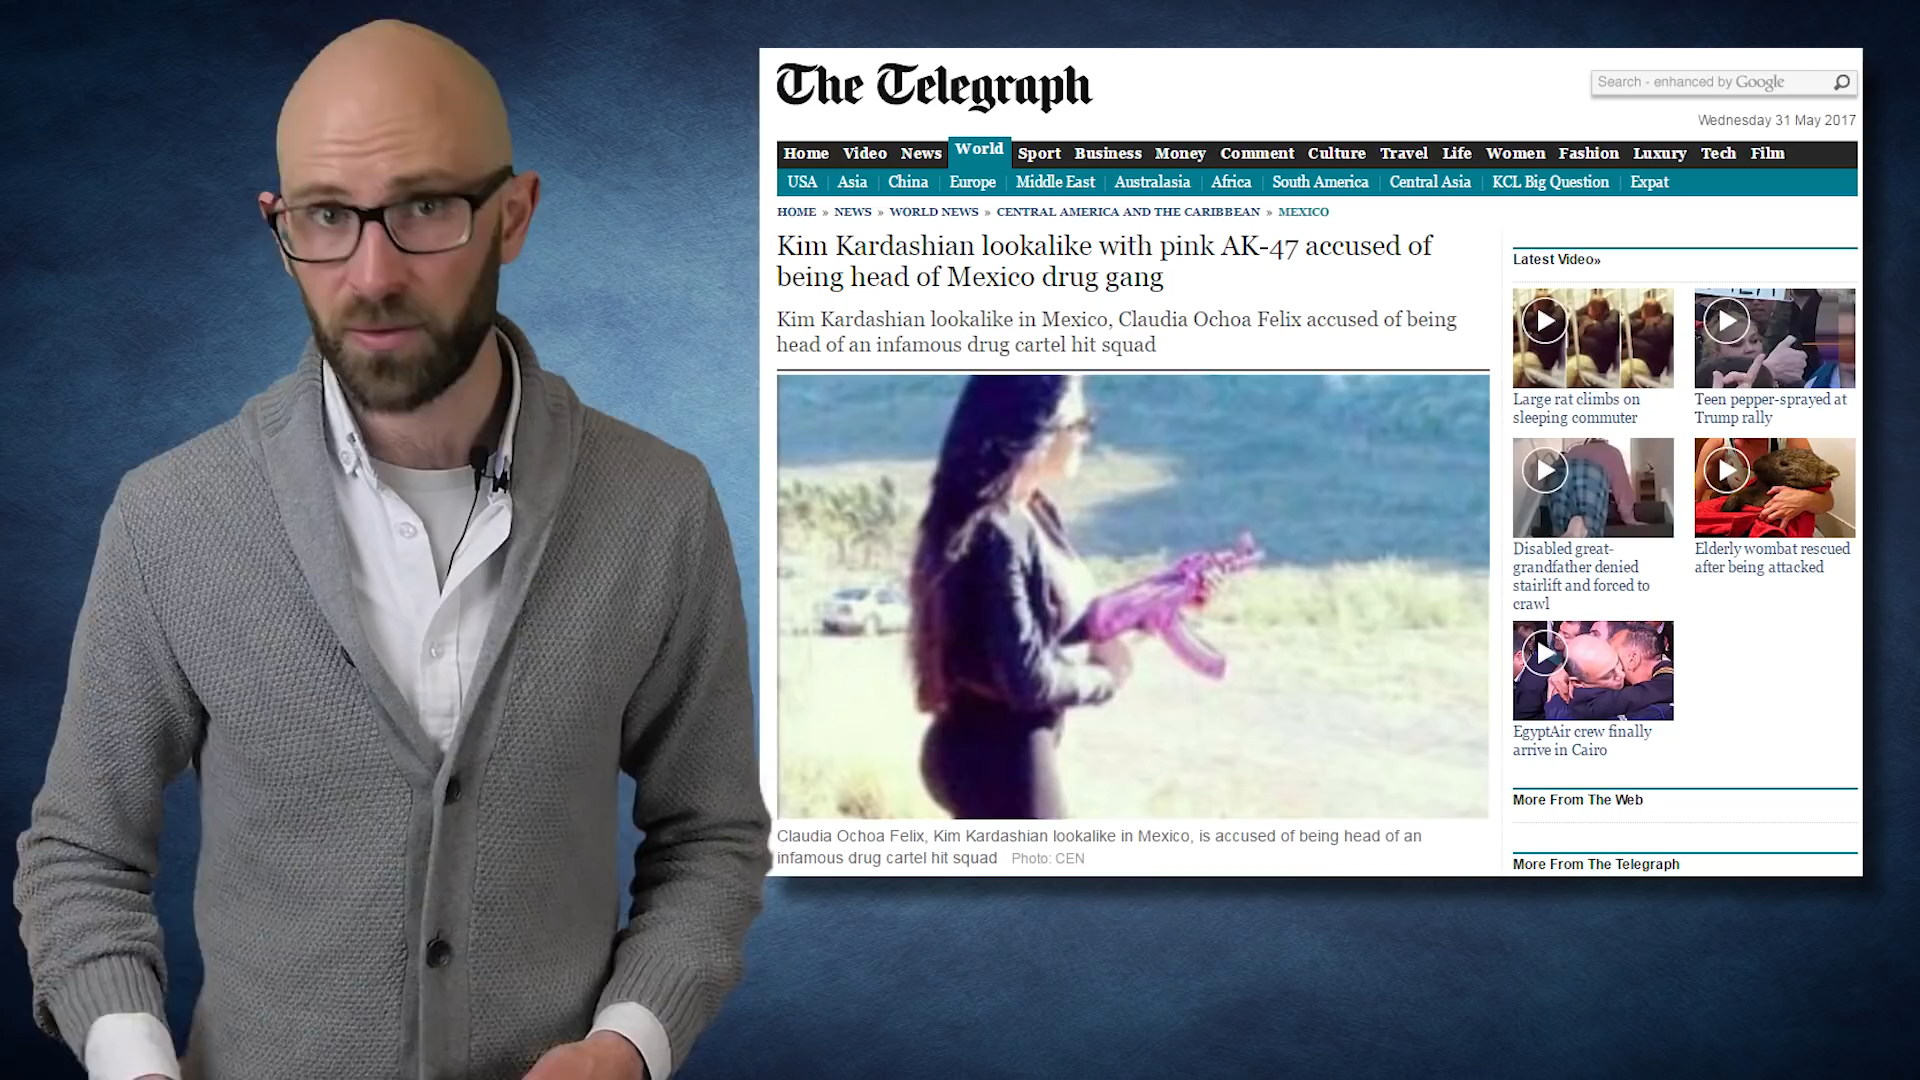 The Telegraph
Search - enhanced by Google
Wednesday 31 May 2017
Home Video News World Sport Business Money Comment Culture Travel Life Women Fashion Luxury Tech Film
USA Asia China Europe Middle East Australasia Africa South America Central Asia KCL Big Question Expat
HOME » NEWS » WORLD NEWS » CENTRAL AMERICA AND THE CARIBBEAN » MEXICO
Kim Kardashian lookalike with pink AK-47 accused of
being head of Mexico drug gang
Kim Kardashian lookalike in Mexico, Claudia Ochoa Felix accused of being
head of an infamous drug cartel hit squad
Claudia Ochoa Felix, Kim Kardashian lookalike in Mexico, is accused of being head of an
infamous drug cartel hit squad Photo: CEN
Latest Video»
Large rat climbs on
sleeping commuter
Teen pepper-sprayed at
Trump rally
Disabled great-
grandfather denied
stairlift and forced to
crawl
Elderly wombat rescued
after being attacked
EgyptAir crew finally
arrive in Cairo
More From The Web
More From The Telegraph